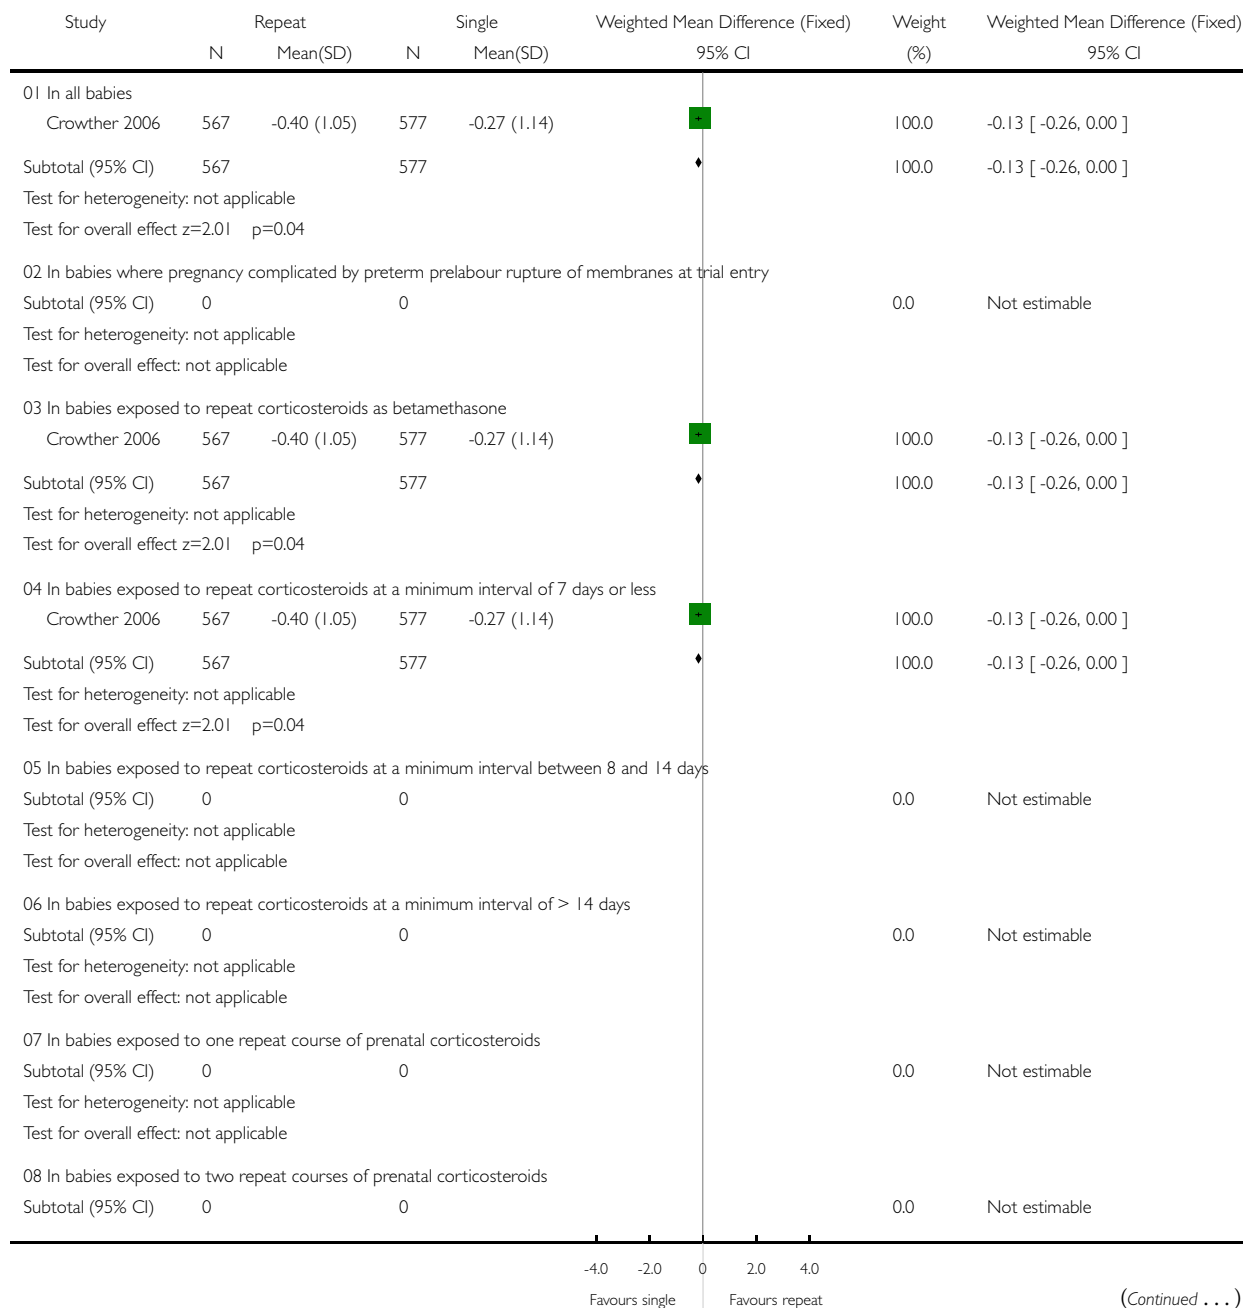 Study Repeat Single Weighted Mean Difference (Fixed) Weight Weighted Mean Difference (Fixed)
N Mean(SD) N Mean(SD) 95% CI (%) 95% CI
01 In all babies
Crowther 2006 567 -0.40 (1.05) 577 -0.27 (1.14) 100.0 -0.13 [ -0.26, 0.00 ]
Subtotal (95% CI) 567 577 100.0 -0.13 [ -0.26, 0.00 ]
Test for heterogeneity: not applicable
Test for overall effect z=2.01 p=0.04
02 In babies where pregnancy complicated by preterm prelabour rupture of membranes at trial entry
Subtotal (95% CI) 0 0 0.0 Not estimable
Test for heterogeneity: not applicable
Test for overall effect: not applicable
03 In babies exposed to repeat corticosteroids as betamethasone
Crowther 2006 567 -0.40 (1.05) 577 -0.27 (1.14) 100.0 -0.13 [ -0.26, 0.00 ]
Subtotal (95% CI) 567 577 100.0 -0.13 [ -0.26, 0.00 ]
Test for heterogeneity: not applicable
Test for overall effect z=2.01 p=0.04
04 In babies exposed to repeat corticosteroids at a minimum interval of 7 days or less
Crowther 2006 567 -0.40 (1.05) 577 -0.27 (1.14) 100.0 -0.13 [ -0.26, 0.00 ]
Subtotal (95% CI) 567 577 100.0 -0.13 [ -0.26, 0.00 ]
Test for heterogeneity: not applicable
Test for overall effect z=2.01 p=0.04
05 In babies exposed to repeat corticosteroids at a minimum interval between 8 and 14 days
Subtotal (95% CI) 0 0 0.0 Not estimable
Test for heterogeneity: not applicable
Test for overall effect: not applicable
06 In babies exposed to repeat corticosteroids at a minimum interval of > 14 days
Subtotal (95% CI) 0 0 0.0 Not estimable
Test for heterogeneity: not applicable
Test for overall effect: not applicable
07 In babies exposed to one repeat course of prenatal corticosteroids
Subtotal (95% CI) 0 0 0.0 Not estimable
Test for heterogeneity: not applicable
Test for overall effect: not applicable
08 In babies exposed to two repeat courses of prenatal corticosteroids
Subtotal (95% CI) 0 0 0.0 Not estimable
-4.0 -2.0 0 2.0 4.0
Favours single Favours repeat (Continued . . . )